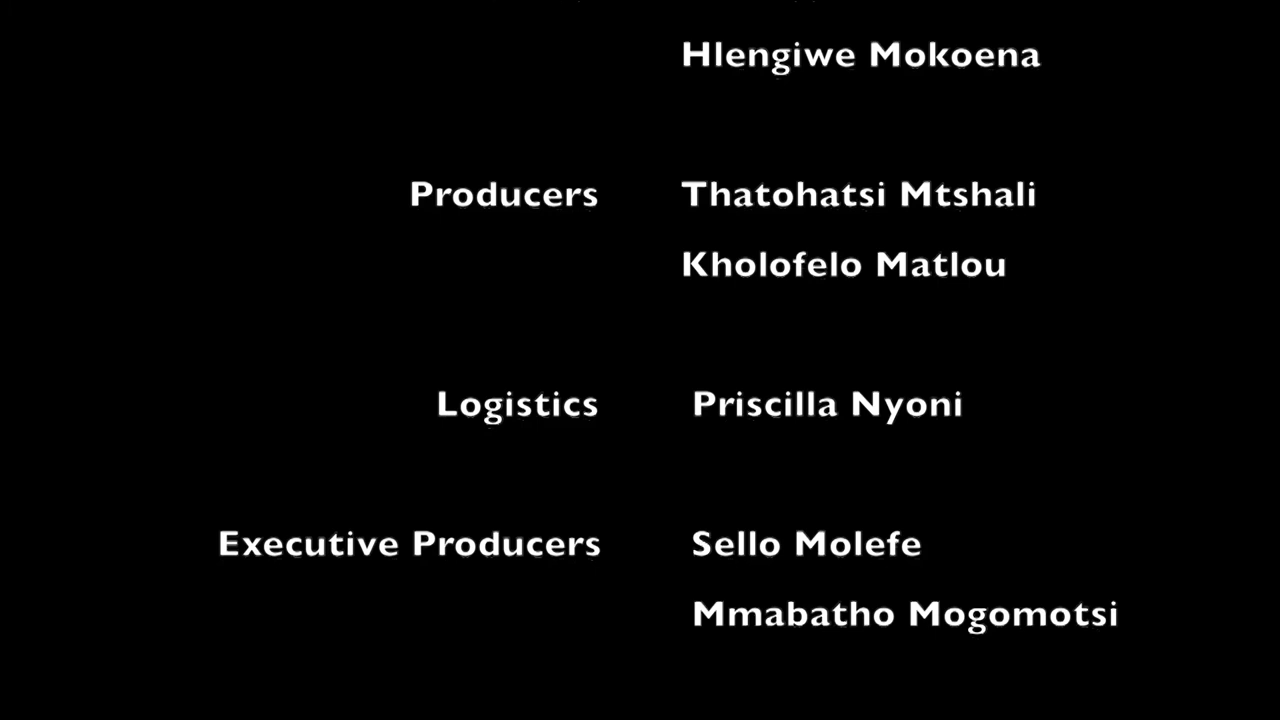 Hlengiwe Mokoena
Producers Thatohatsi Mtshali
Kholofelo Matlou
Logistics Priscilla Nyoni
Executive Producers Sello Molefe
Mmabatho Mogomotsi